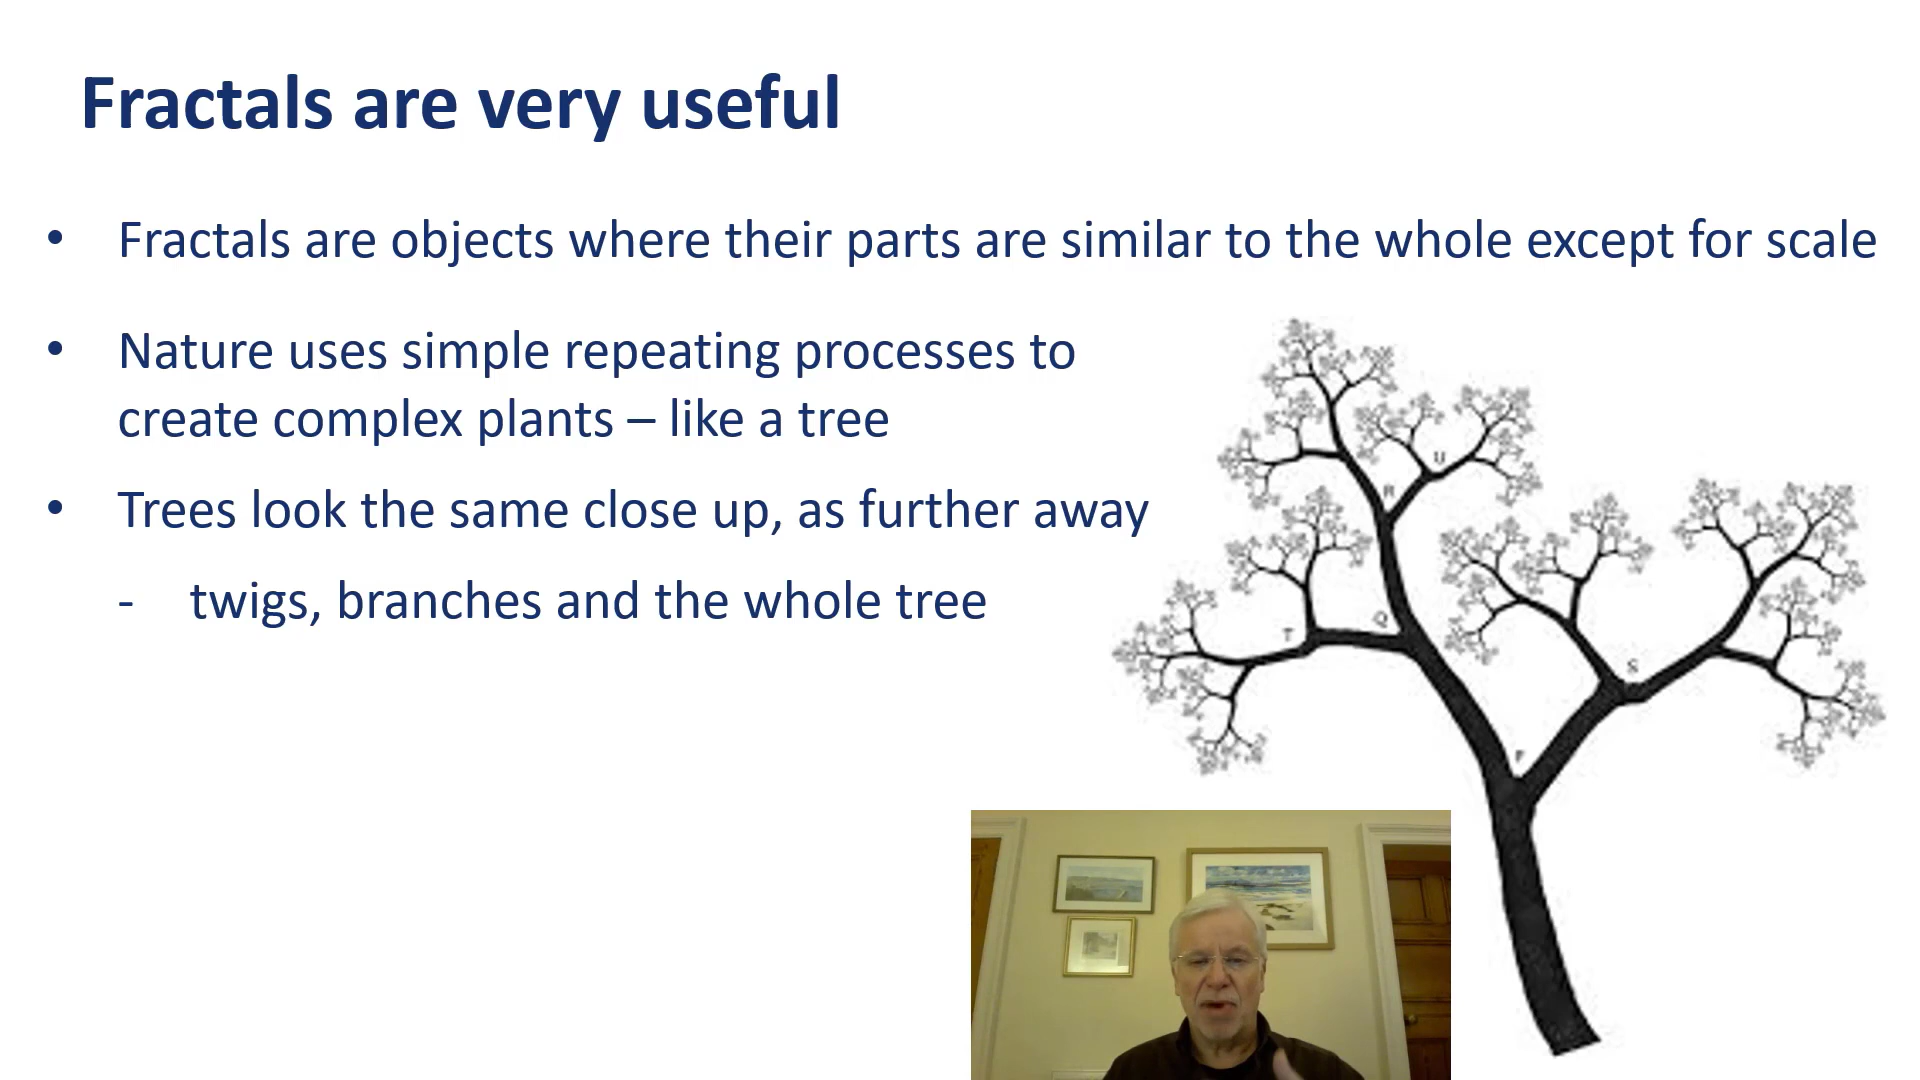 Fractals are very useful
• Fractals are objects where their parts are similar to the whole except for scale
• Nature uses simple repeating processes to
create complex plants – like a tree
• Trees look the same close up, as further away
- twigs, branches and the whole tree
U
R
Q
T
S
P